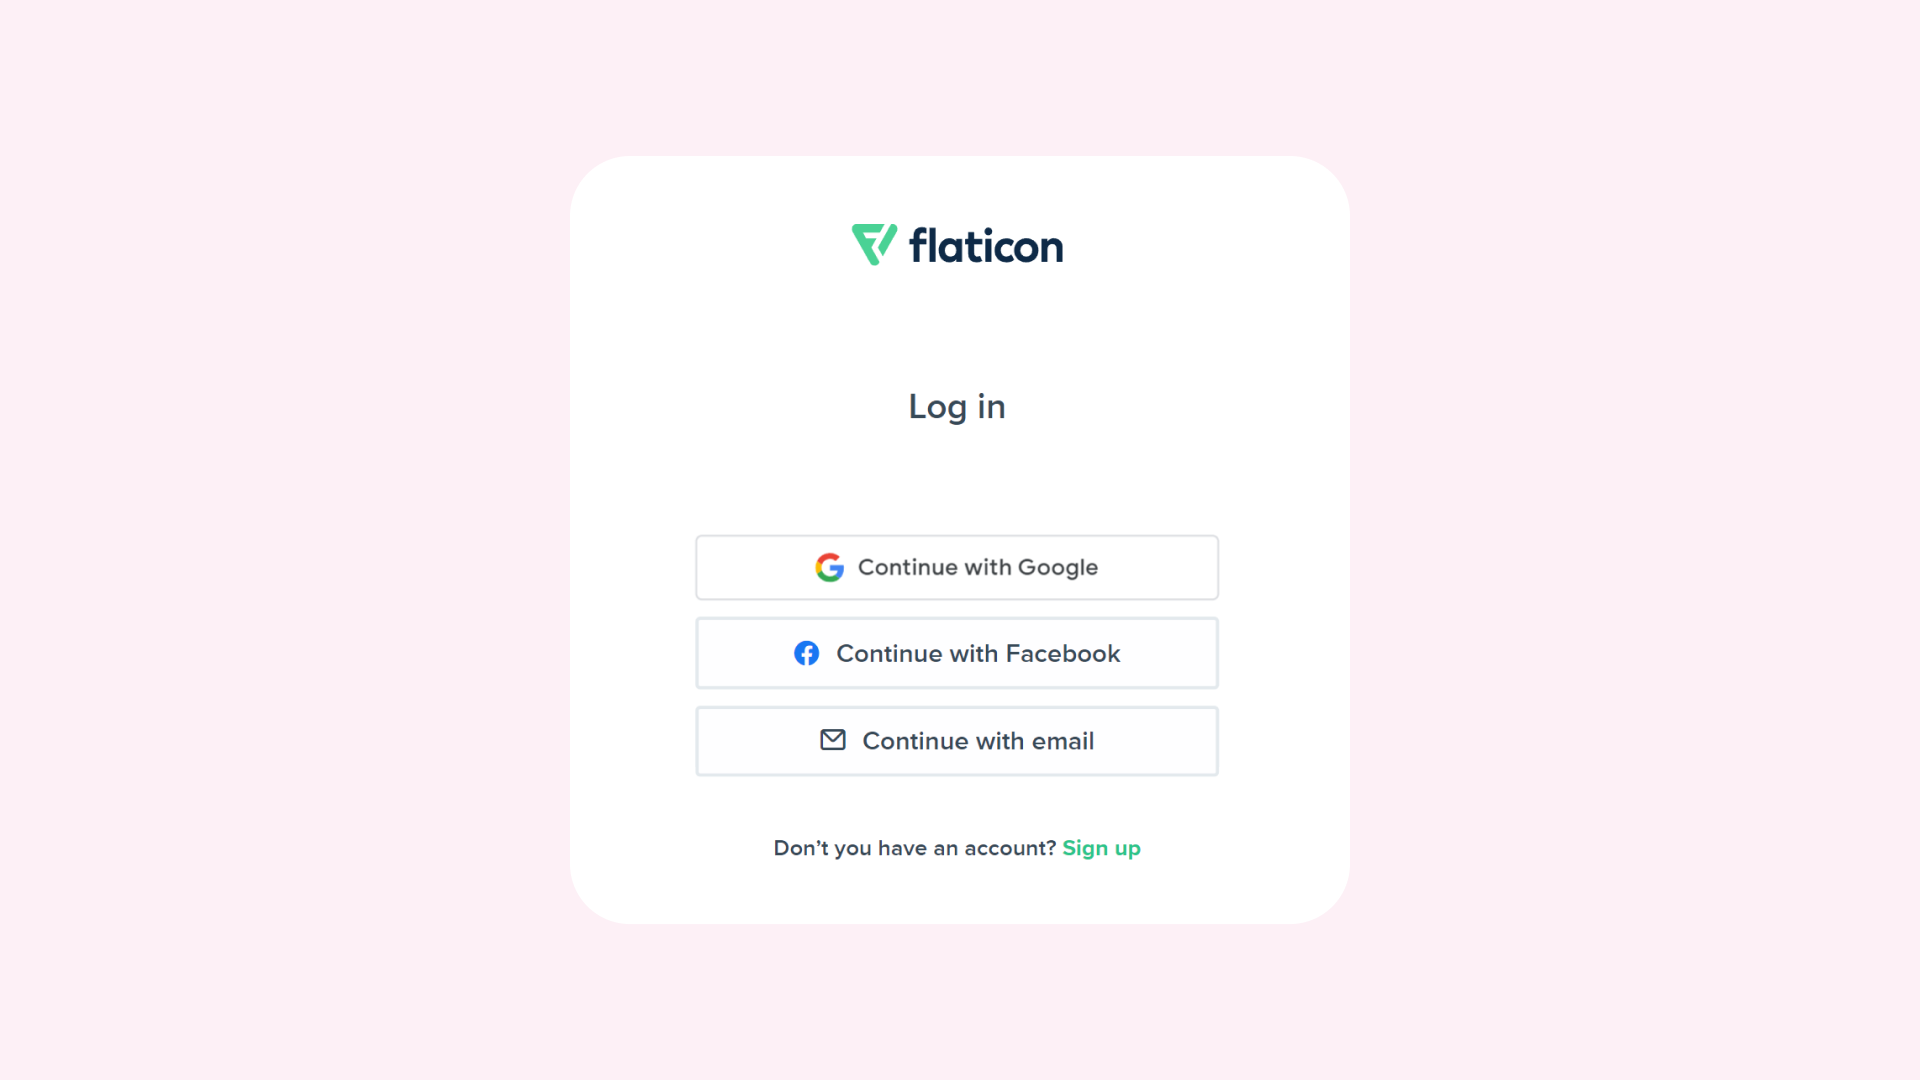 flaticon
Log in
Continue with Google
Continue with Facebook
Continue with email
Don’t you have an account? Sign up